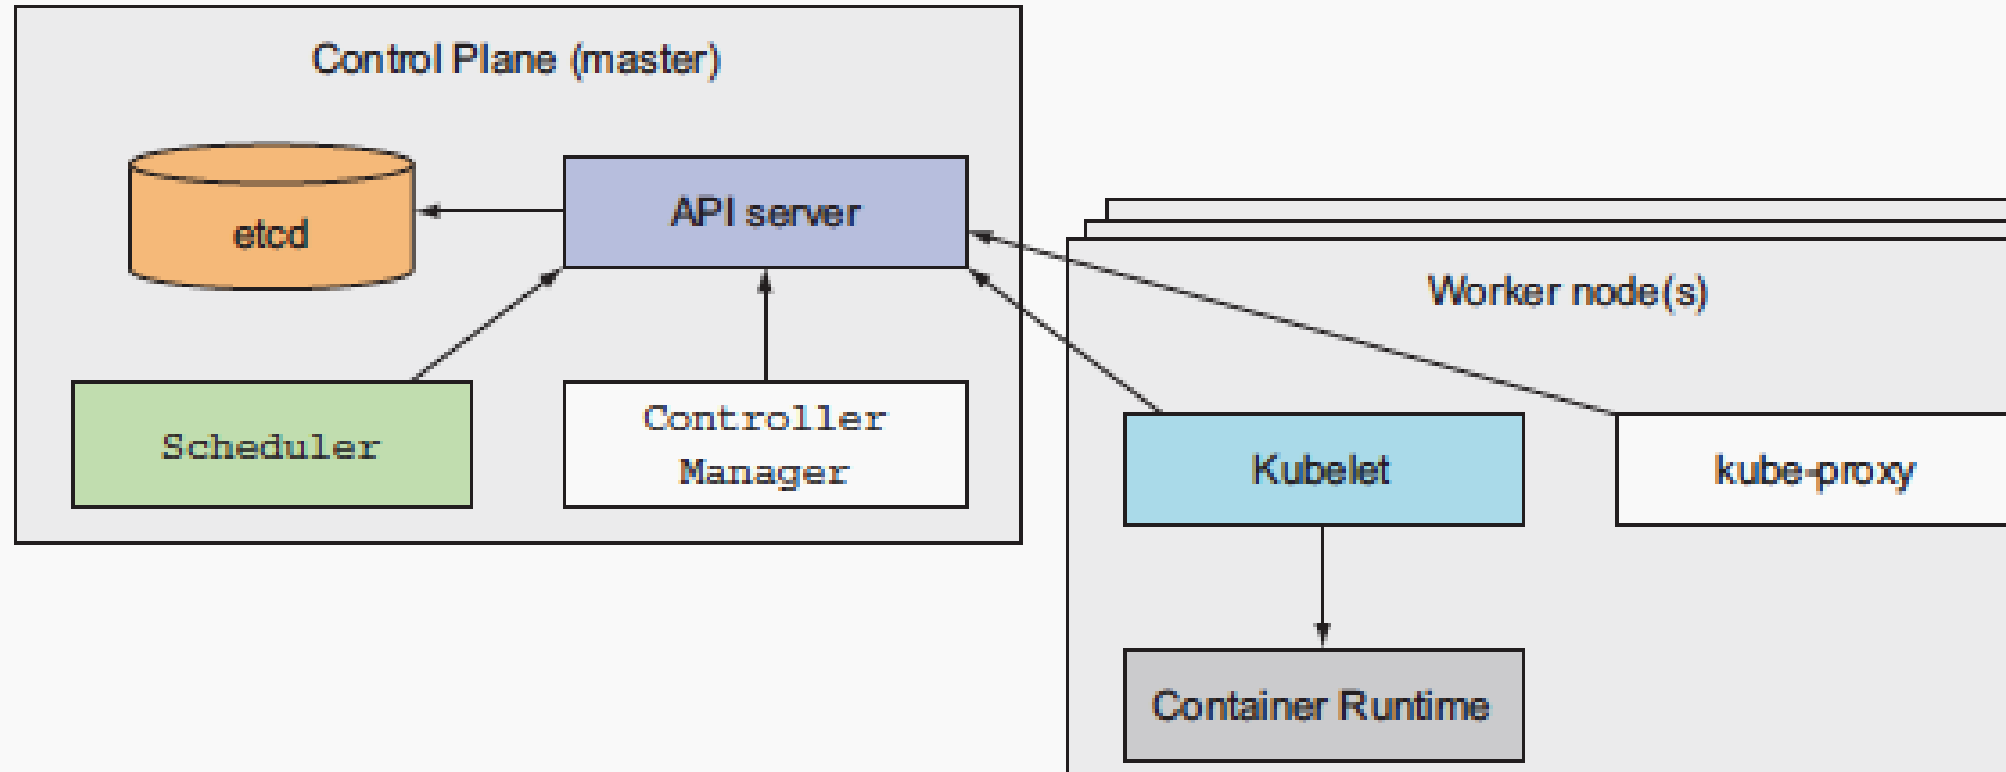 Control Plane (master)
etcd
API server
Scheduler
Controller
Manager
Worker node(s)
Kubelet
kube-proxy
Container Runtime